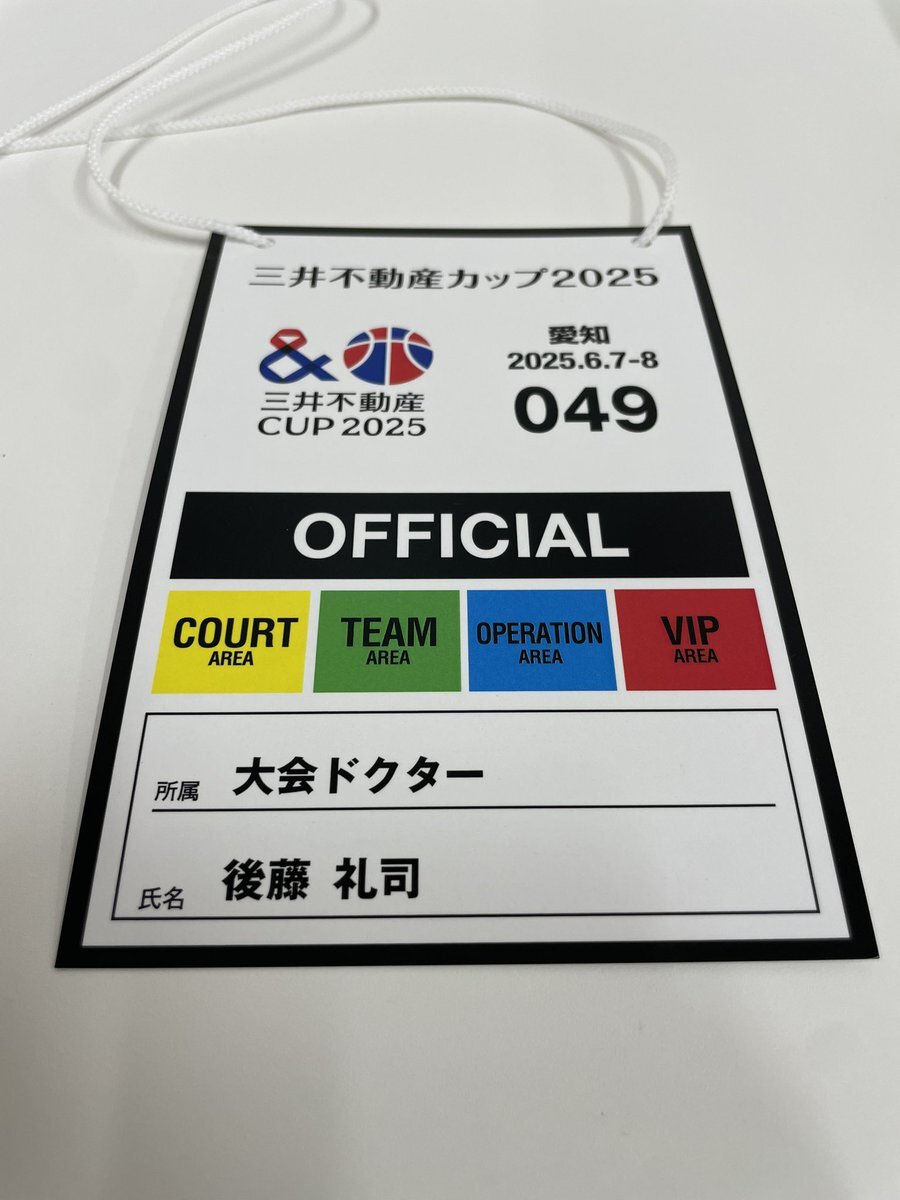 三井不動産カップ2025
&
三井不動産
CUP 2025
愛知
2025.6.7-8
049
OFFICIAL
COURT
AREA
TEAM
AREA
OPERATION
AREA
VIP
AREA
所属 大会ドクター
氏名 後藤 礼司